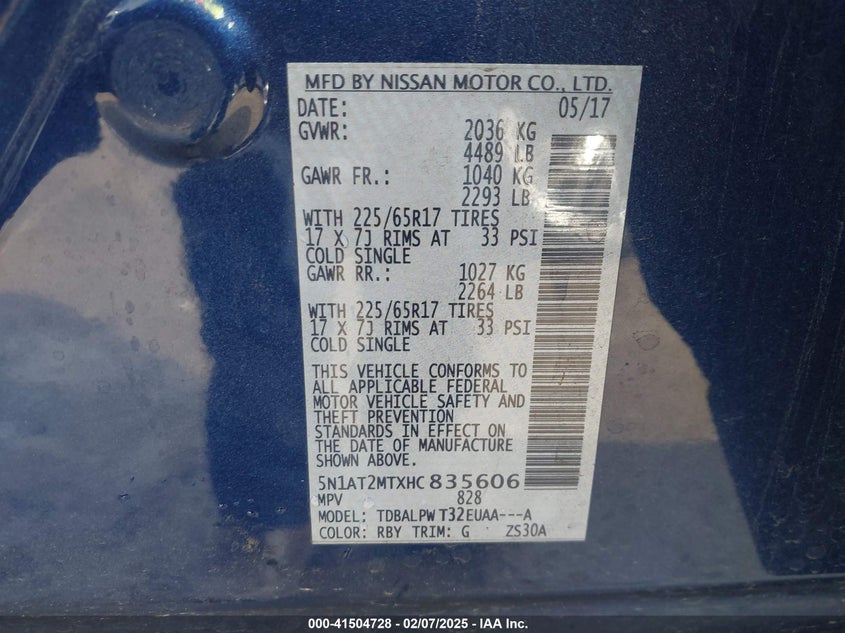 MFD BY NISSAN MOTOR CO., LTD.
DATE: 05/17
GVWR: 2036 KG
4489 LB
GAWR FR.: 1040 KG
2293 LB
WITH 225/65R17 TIRES
17 X 7J RIMS AT 33 PSI
COLD SINGLE
GAWR RR.: 1027 KG
2264 LB
WITH 225/65R17 TIRES
17 X 7J RIMS AT 33 PSI
COLD SINGLE
THIS VEHICLE CONFORMS TO
ALL APPLICABLE FEDERAL
MOTOR VEHICLE SAFETY AND
THEFT PREVENTION
STANDARDS IN EFFECT ON
THE DATE OF MANUFACTURE
SHOWN ABOVE.
5N1AT2MTXHC835606
MPV 828
MODEL: TDBALPW T32EUAA---A
COLOR: RBY TRIM: G ZS30A
000-41504728 - 02/07/2025 - IAA Inc.